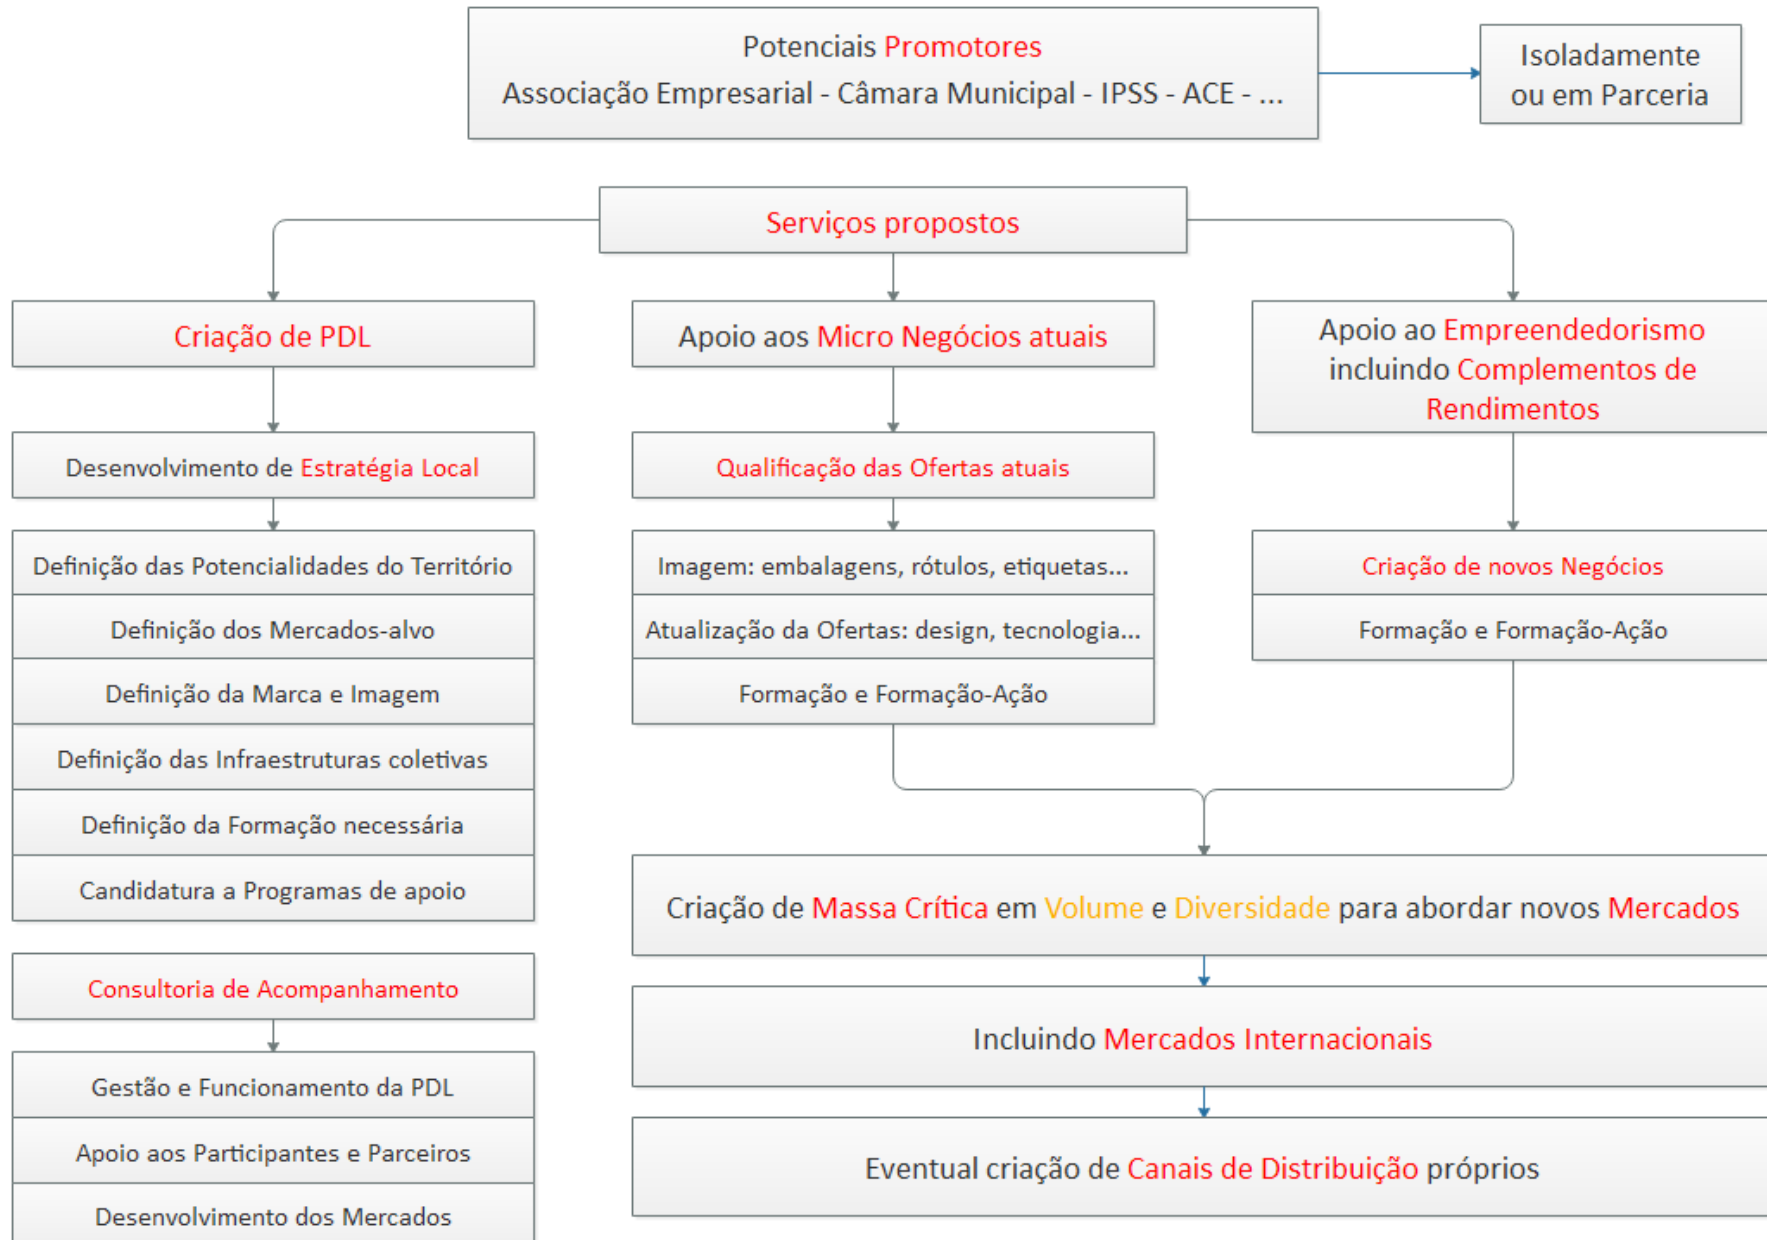 Potenciais Promotores
Associação Empresarial - Câmara Municipal - IPSS - ACE - ...
Isoladamente
ou em Parceria
Serviços propostos
Criação de PDL
Desenvolvimento de Estratégia Local
Definição das Potencialidades do Território
Definição dos Mercados-alvo
Definição da Marca e Imagem
Definição das Infraestruturas coletivas
Definição da Formação necessária
Candidatura a Programas de apoio
Consultoria de Acompanhamento
Gestão e Funcionamento da PDL
Apoio aos Participantes e Parceiros
Desenvolvimento dos Mercados
Apoio aos Micro Negócios atuais
Qualificação das Ofertas atuais
Imagem: embalagens, rótulos, etiquetas...
Atualização da Ofertas: design, tecnologia...
Formação e Formação-Ação
Apoio ao Empreendedorismo
incluindo Complementos de
Rendimentos
Criação de novos Negócios
Formação e Formação-Ação
Criação de Massa Crítica em Volume e Diversidade para abordar novos Mercados
Incluindo Mercados Internacionais
Eventual criação de Canais de Distribuição próprios